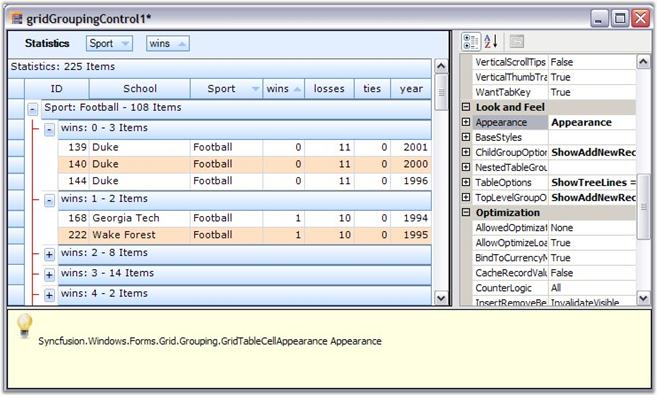 gridGroupingControl1*
Statistics Sport wins
Statistics: 225 Items
ID School Sport wins losses ties year
Sport: Football - 108 Items
wins: 0 - 3 Items
139 Duke Football 0 11 0 2001
140 Duke Football 0 11 0 2000
144 Duke Football 0 11 0 1996
wins: 1 - 2 Items
168 Georgia Tech Football 1 10 0 1994
222 Wake Forest Football 1 10 0 1995
wins: 2 - 8 Items
wins: 3 - 14 Items
wins: 4 - 2 Items
VerticalScrollTips False
VerticalThumbTra True
WantTabKey True
Look and Feel
Appearance Appearance
BaseStyles
ChildGroupOption ShowAddNewRec
NestedTableGrou
TableOptions ShowTreeLines =
TopLevelGroupO ShowAddNewRec
Optimization
AllowedOptimizat None
AllowOptimizeLoa True
BindToCurrencyM True
CacheRecordValu False
CounterLogic All
InsertRemoveBe InvalidateVisible
Syncfusion.Windows.Forms.Grid.Grouping.GridTableCellAppearance Appearance